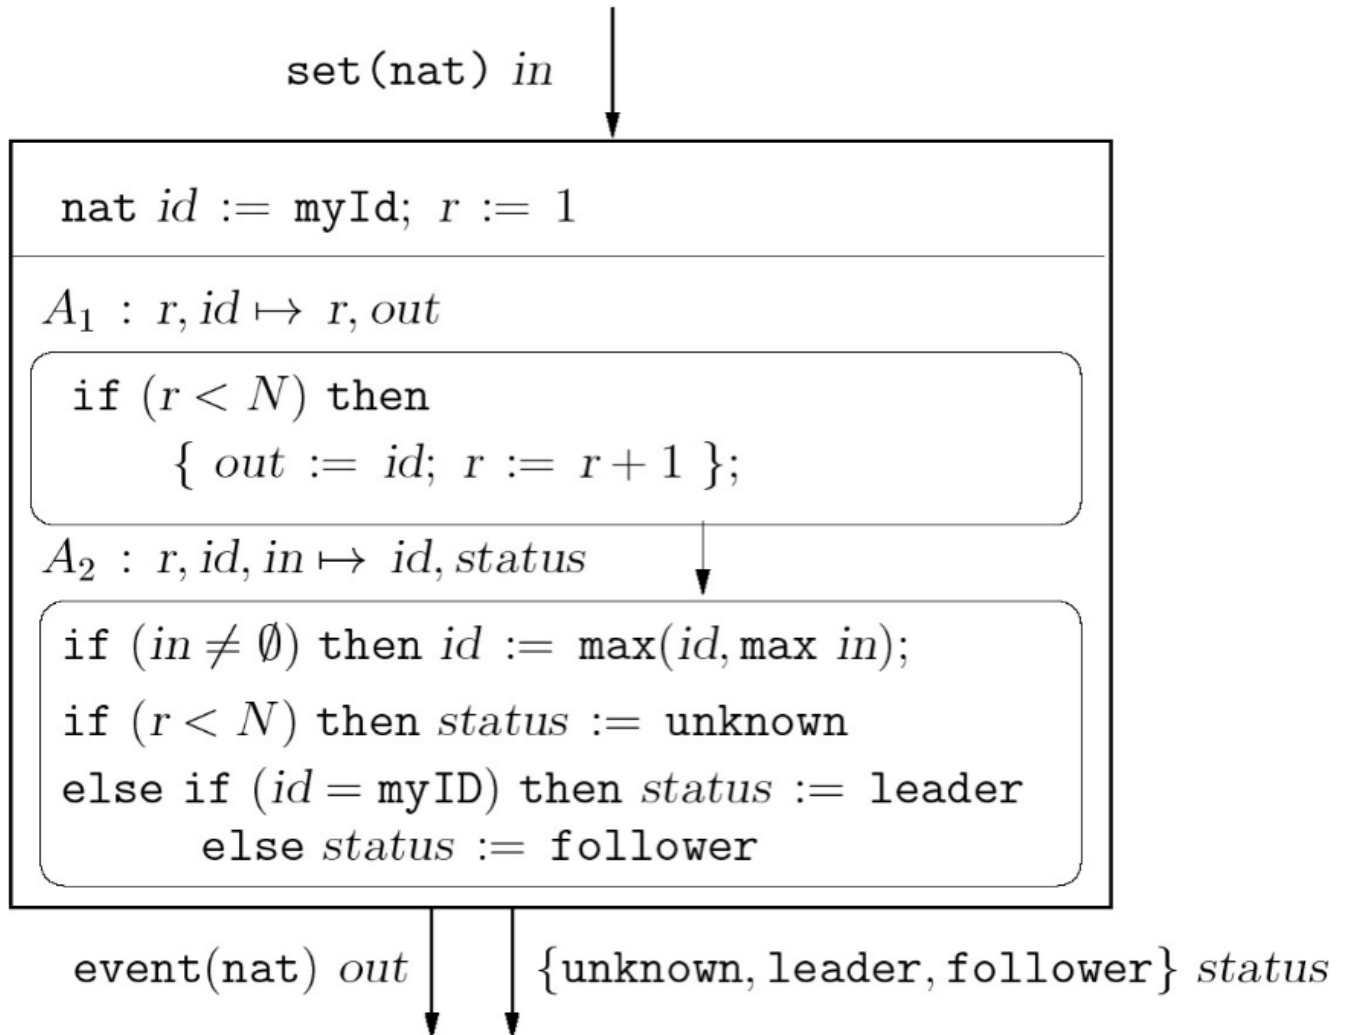 set(nat) in
nat id := myId; r := 1
A₁ : r, id ↦ r, out
if (r < N) then
{ out := id; r := r + 1 };
A₂ : r, id, in ↦ id, status
if (in ≠ ∅) then id := max(id, max in);
if (r < N) then status := unknown
else if (id = myID) then status := leader
else status := follower
event(nat) out
{unknown, leader, follower} status